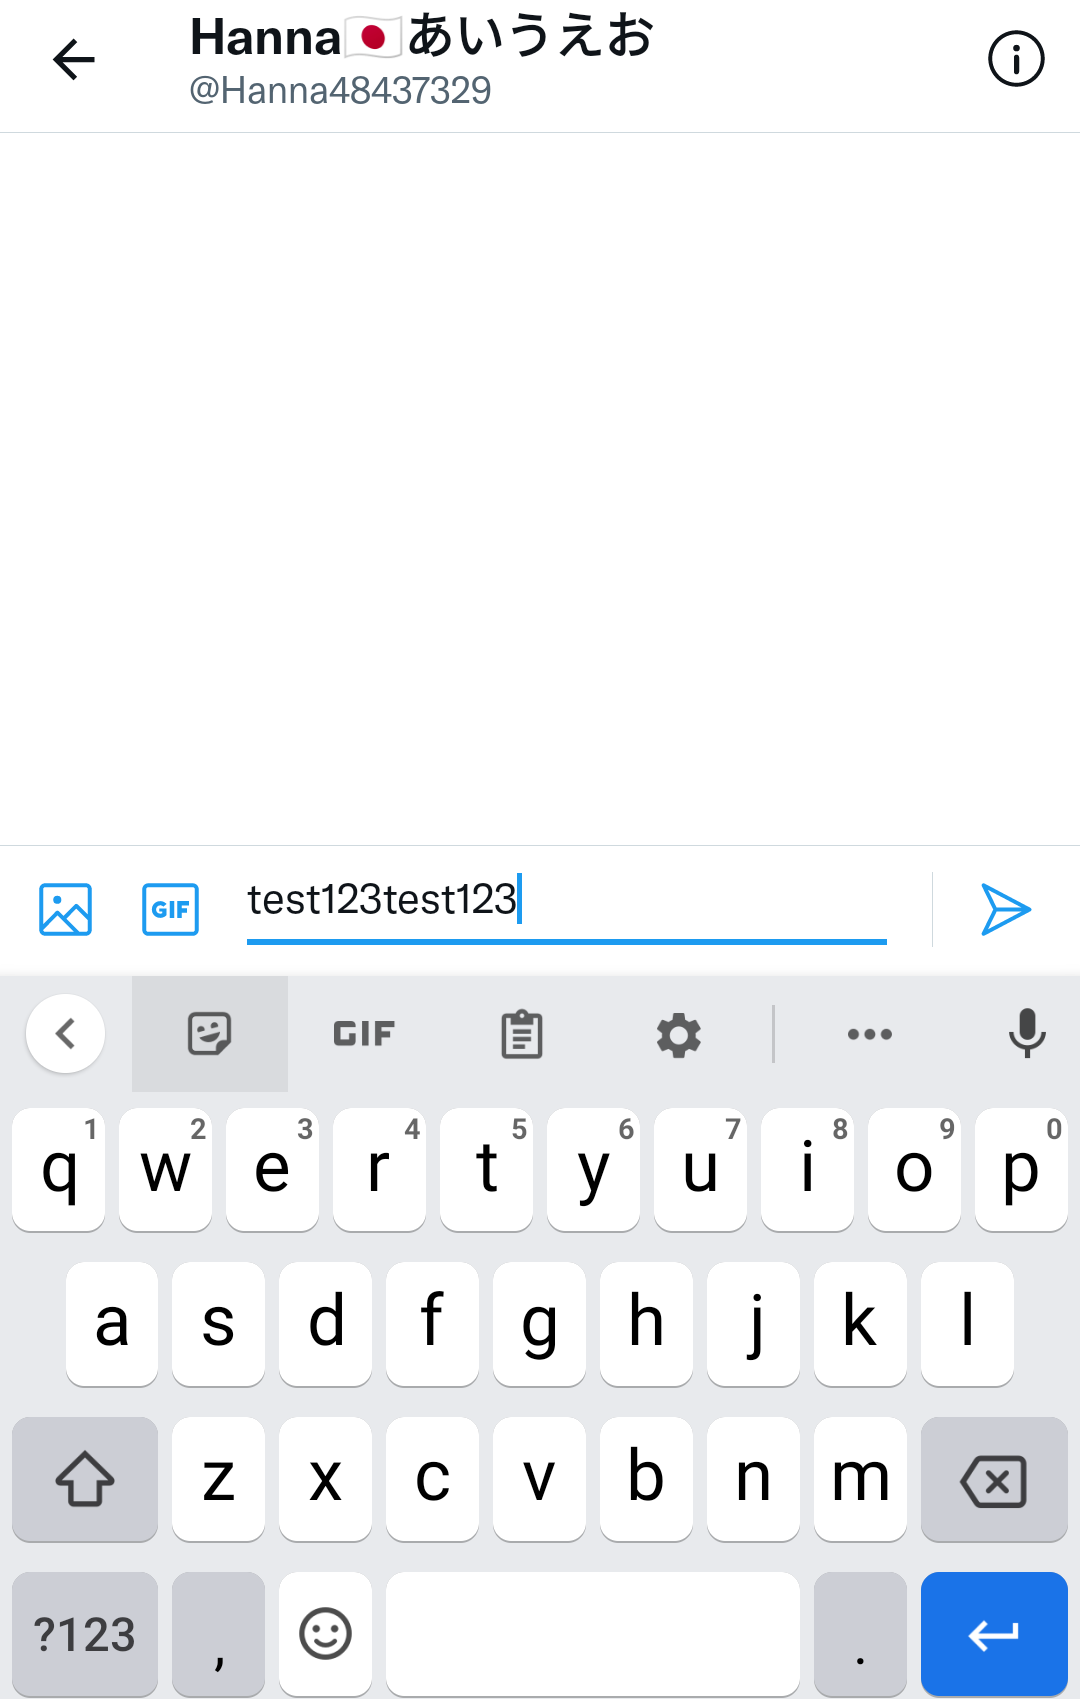 Hanna🇯🇵あいうえお
@Hanna48437329
GIF test123test123
GIF
1 2 3 4 5 6 7 8 9 0
q w e r t y u i o p
a s d f g h j k l
z x c v b n m
?123 , .